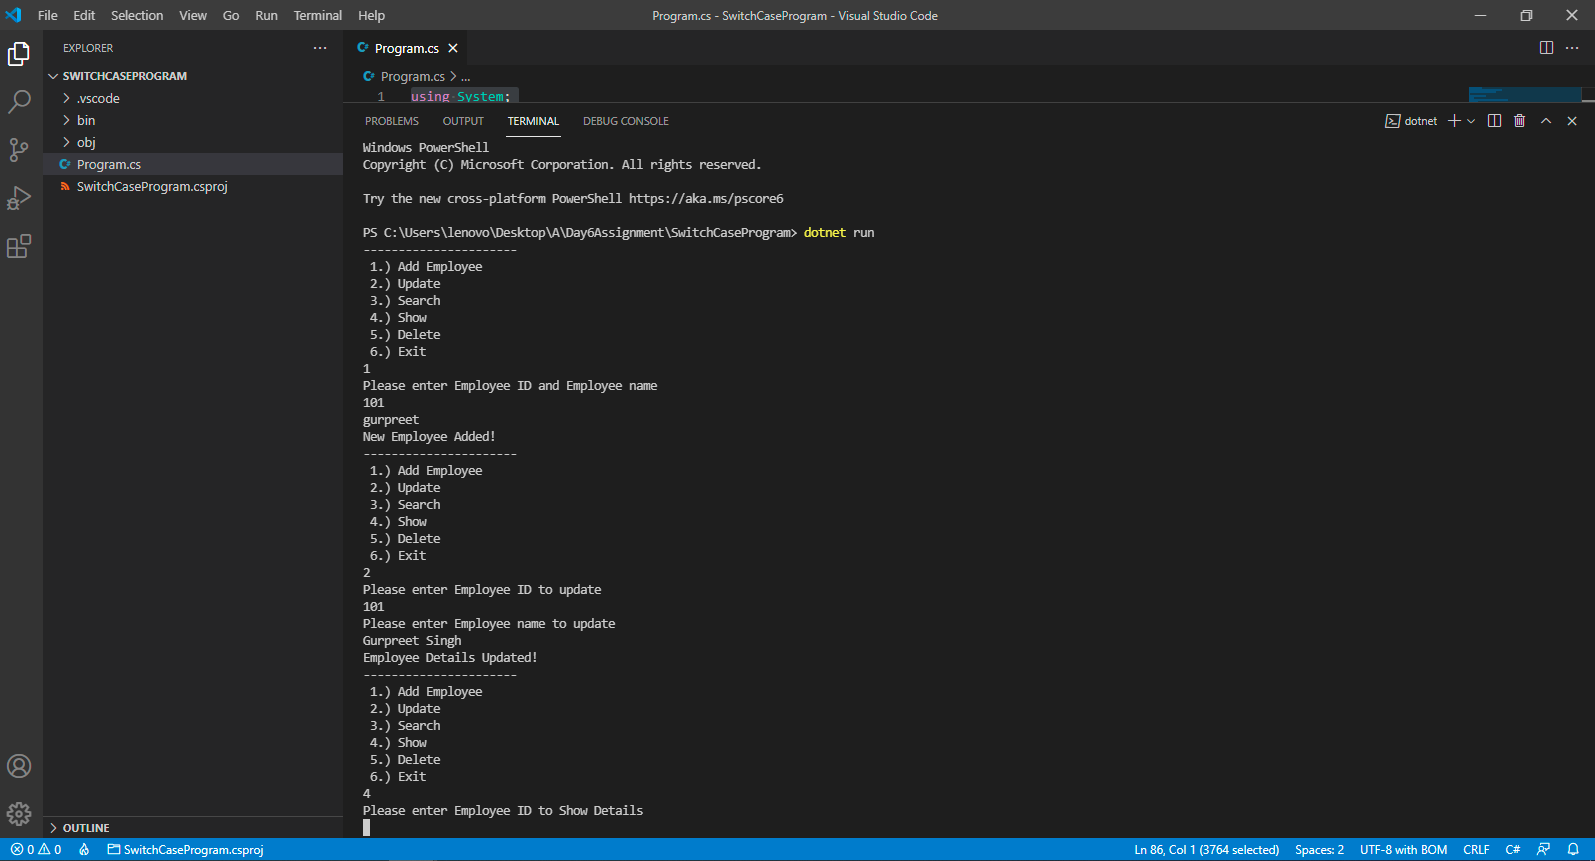 File Edit Selection View Go Run Terminal Help
Program.cs - SwitchCaseProgram - Visual Studio Code
EXPLORER
SWITCHCASEPROGRAM
.vscode
bin
obj
Program.cs
SwitchCaseProgram.csproj
OUTLINE
Program.cs
Program.cs > ...
1 using System;
PROBLEMS OUTPUT TERMINAL DEBUG CONSOLE
dotnet
Windows PowerShell
Copyright (C) Microsoft Corporation. All rights reserved.
Try the new cross-platform PowerShell https://aka.ms/pscore6
PS C:\Users\lenovo\Desktop\A\Day6Assignment\SwitchCaseProgram> dotnet run
----------------------
1.) Add Employee
2.) Update
3.) Search
4.) Show
5.) Delete
6.) Exit
1
Please enter Employee ID and Employee name
101
gurpreet
New Employee Added!
----------------------
1.) Add Employee
2.) Update
3.) Search
4.) Show
5.) Delete
6.) Exit
2
Please enter Employee ID to update
101
Please enter Employee name to update
Gurpreet Singh
Employee Details Updated!
----------------------
1.) Add Employee
2.) Update
3.) Search
4.) Show
5.) Delete
6.) Exit
4
Please enter Employee ID to Show Details
0 0 SwitchCaseProgram.csproj
Ln 86, Col 1 (3764 selected) Spaces: 2 UTF-8 with BOM CRLF C#